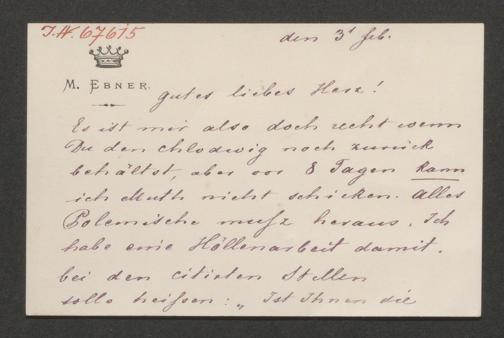 I.N. 67615
den 3ᵗ feb.
M. EBNER.
gutes liebes Herz!
Es ist mir also doch recht wenn
Du den Chlodwig noch zurück
behältst, aber vor 8 Tagen kann
ich Muth nicht schicken. Alles
Polemische muß heraus. Ich
habe eine Höllenarbeit damit.
bei den citirten Stellen
solls heißen: „Ist Ihnen die